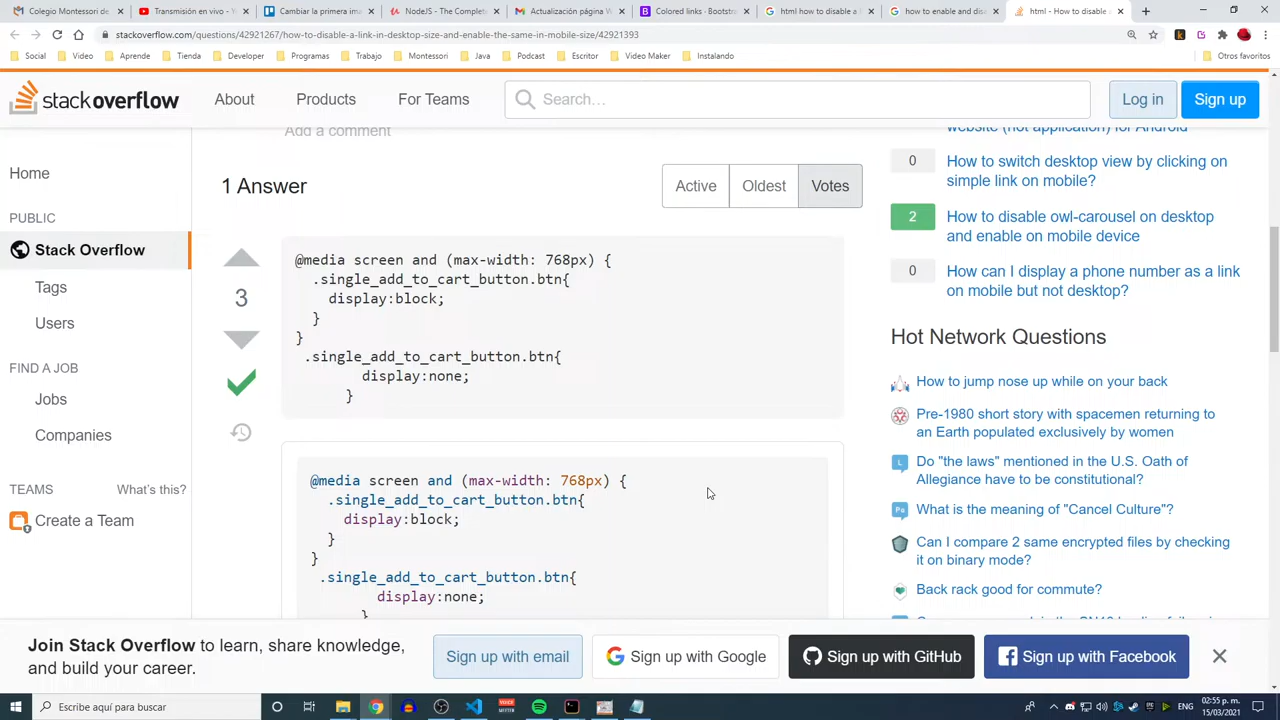 Colegio Montessori d
Transmisión en vivo - Y
Cambiar la primera im
NodeJS - The Complete
Actualización página W
Colored links · Bootstr
html how to disable a l
how to enable and dis
html - How to disable
stackoverflow.com/questions/42921267/how-to-disable-a-link-in-desktop-size-and-enable-the-same-in-mobile-size/42921393
Social
Video
Aprende
Tienda
Developer
Programas
Trabajo
Montessori
Java
Podcast
Escritor
Video Maker
Instalando
Otros favoritos
stackoverflow
About
Products
For Teams
Search…
Log in
Sign up
Home
PUBLIC
Stack Overflow
Tags
Users
FIND A JOB
Jobs
Companies
TEAMS
What's this?
Create a Team
Add a comment
1 Answer
Active
Oldest
Votes
3
@media screen and (max-width: 768px) {
.single_add_to_cart_button.btn{
display:block;
}
}
.single_add_to_cart_button.btn{
display:none;
}
@media screen and (max-width: 768px) {
.single_add_to_cart_button.btn{
display:block;
}
}
.single_add_to_cart_button.btn{
display:none;
}
website (not application) for Android
0
How to switch desktop view by clicking on
simple link on mobile?
2
How to disable owl-carousel on desktop
and enable on mobile device
0
How can I display a phone number as a link
on mobile but not desktop?
Hot Network Questions
How to jump nose up while on your back
Pre-1980 short story with spacemen returning to
an Earth populated exclusively by women
Do "the laws" mentioned in the U.S. Oath of
Allegiance have to be constitutional?
What is the meaning of "Cancel Culture"?
Can I compare 2 same encrypted files by checking
it on binary mode?
Back rack good for commute?
Join Stack Overflow to learn, share knowledge,
and build your career.
Sign up with email
Sign up with Google
Sign up with GitHub
Sign up with Facebook
Escribe aquí para buscar
ENG
02:55 p. m.
15/03/2021